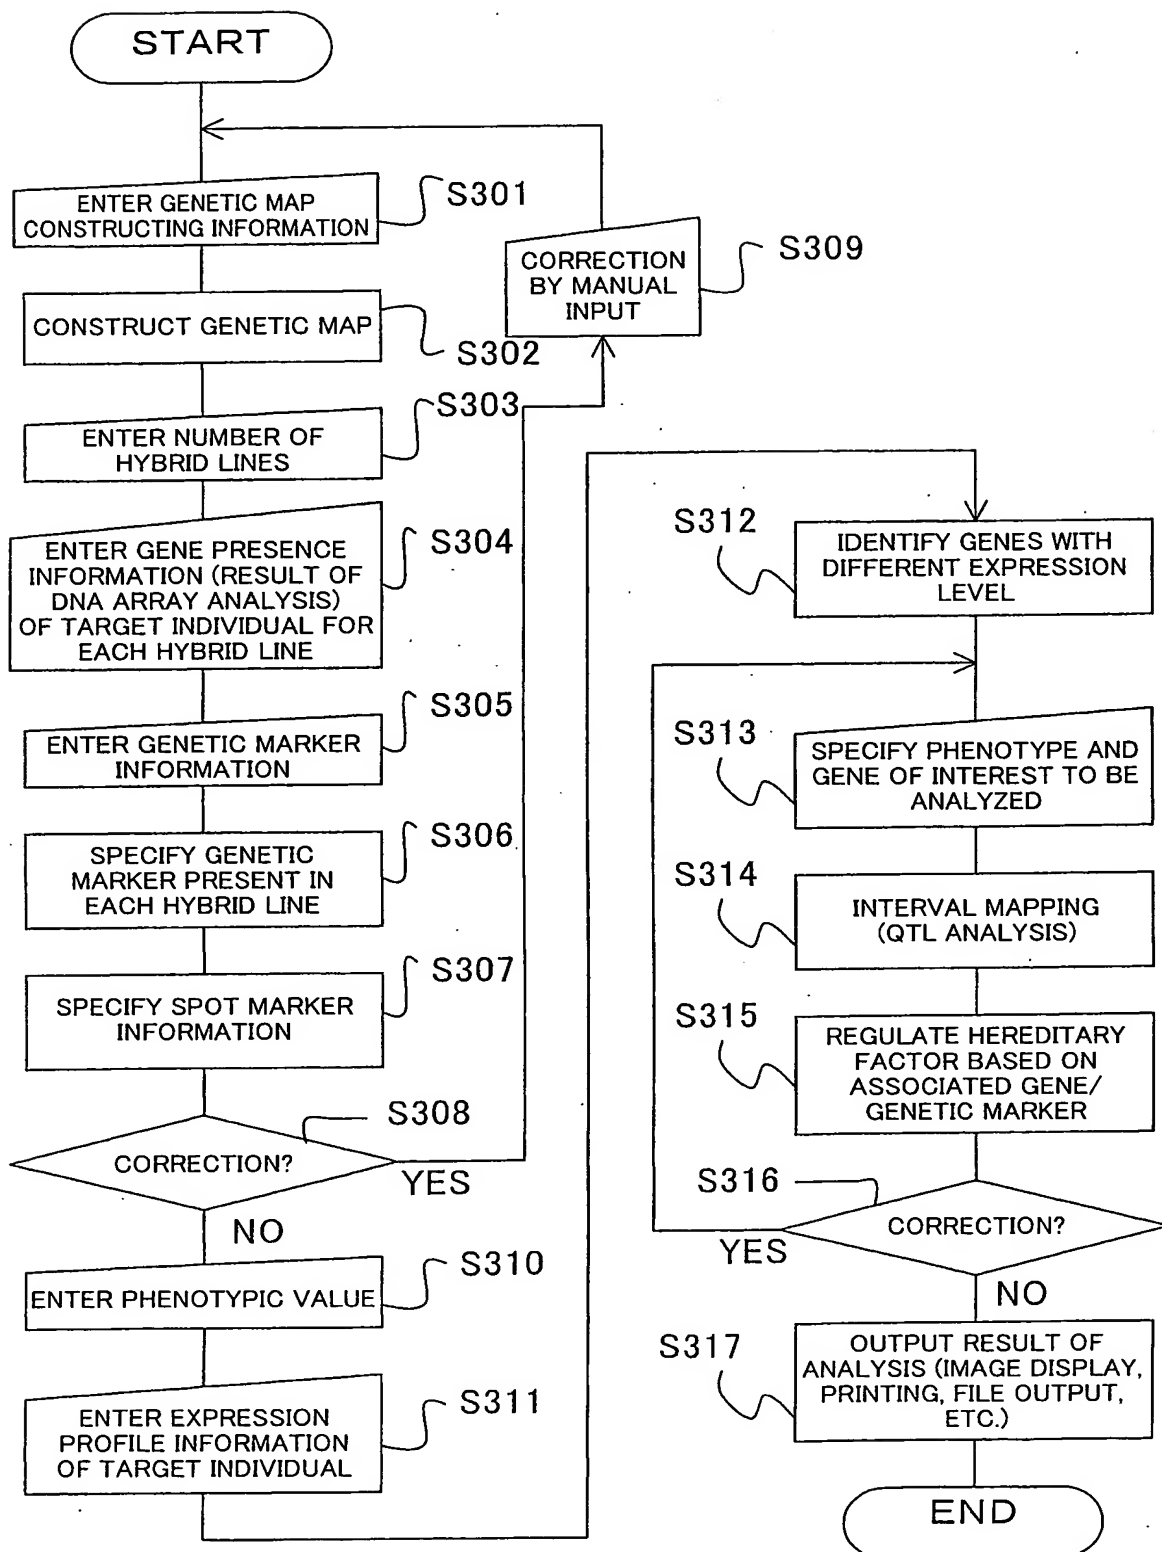 START
ENTER GENETIC MAP
CONSTRUCTING INFORMATION
S301
CONSTRUCT GENETIC MAP
S302
ENTER NUMBER OF
HYBRID LINES
S303
ENTER GENE PRESENCE
INFORMATION (RESULT OF
DNA ARRAY ANALYSIS)
OF TARGET INDIVIDUAL FOR
EACH HYBRID LINE
S304
ENTER GENETIC MARKER
INFORMATION
S305
SPECIFY GENETIC
MARKER PRESENT IN
EACH HYBRID LINE
S306
SPECIFY SPOT MARKER
INFORMATION
S307
CORRECTION?
S308
YES
NO
CORRECTION
BY MANUAL
INPUT
S309
ENTER PHENOTYPIC VALUE
S310
ENTER EXPRESSION
PROFILE INFORMATION
OF TARGET INDIVIDUAL
S311
S312
IDENTIFY GENES WITH
DIFFERENT EXPRESSION
LEVEL
S313
SPECIFY PHENOTYPE AND
GENE OF INTEREST TO BE
ANALYZED
S314
INTERVAL MAPPING
(QTL ANALYSIS)
S315
REGULATE HEREDITARY
FACTOR BASED ON
ASSOCIATED GENE/
GENETIC MARKER
S316
CORRECTION?
YES
NO
S317
OUTPUT RESULT OF
ANALYSIS (IMAGE DISPLAY,
PRINTING, FILE OUTPUT,
ETC.)
END